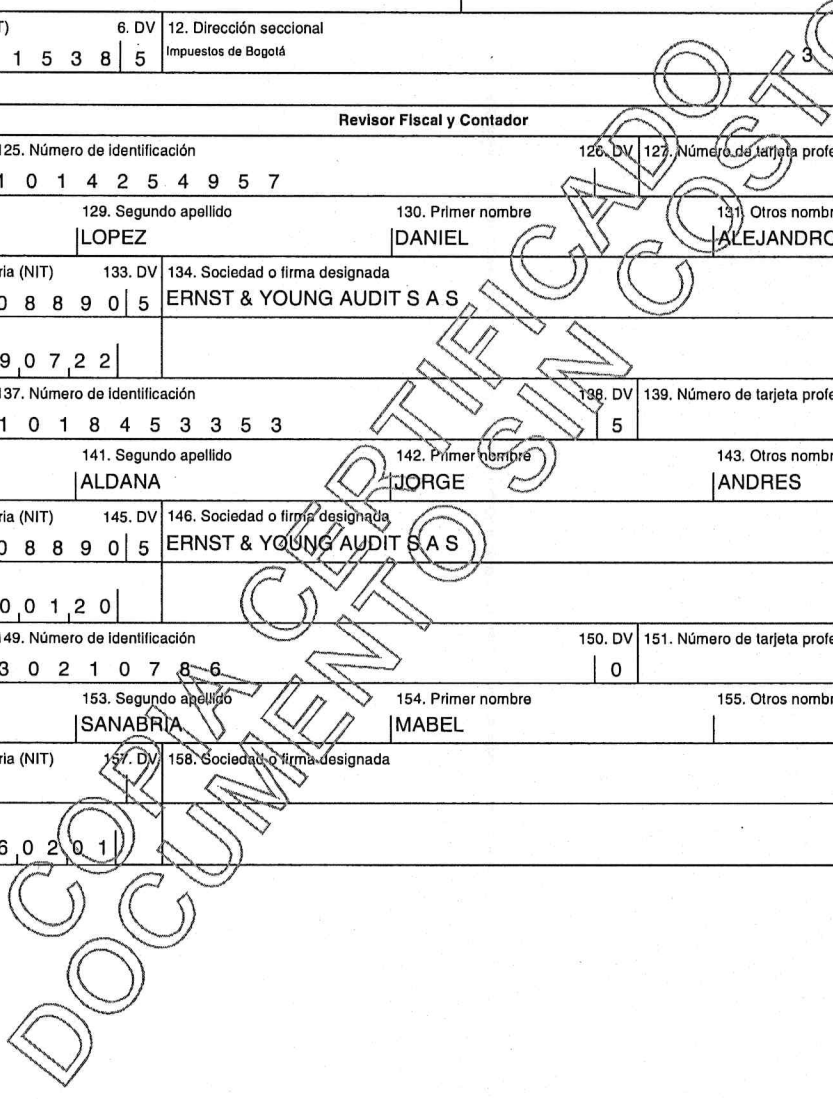 6. DV 12. Dirección seccional
1 5 3 8 5 Impuestos de Bogotá 3
Revisor Fiscal y Contador
125. Número de identificación 126. DV 127. Número de tarjeta profe
1 0 1 4 2 5 4 9 5 7
129. Segundo apellido 130. Primer nombre 131. Otros nombr
LOPEZ DANIEL ALEJANDRO
ria (NIT) 133. DV 134. Sociedad o firma designada
0 8 8 9 0 5 ERNST & YOUNG AUDIT S A S
9 0 7 2 2
137. Número de identificación 138. DV 139. Número de tarjeta profe
1 0 1 8 4 5 3 3 5 3 5
141. Segundo apellido 142. Primer nombre 143. Otros nombr
ALDANA JORGE ANDRES
ria (NIT) 145. DV 146. Sociedad o firma designada
0 8 8 9 0 5 ERNST & YOUNG AUDIT S A S
0 0 1 2 0
149. Número de identificación 150. DV 151. Número de tarjeta profe
3 0 2 1 0 7 8 6 0
153. Segundo apellido 154. Primer nombre 155. Otros nombr
SANABRIA MABEL
ria (NIT) 157. DV 158. Sociedad o firma designada
6 0 2 0 1
COPIA CERTIFICADO
DOCUMENTO SIN COSTO